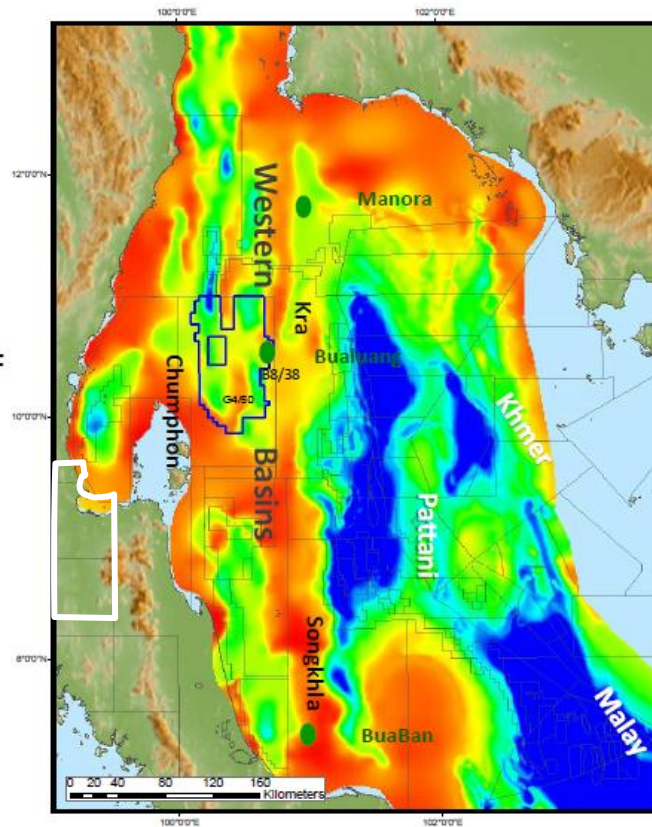 100°0'0"E
102°0'0"E
12°0'0"N
Western
Manora
Kra
Bualuang
B8/38
G4/50
Chumphon
10°0'0"N
Khmer
Basins
Pattani
8°0'0"N
Songkhla
BuaBan
Malay
0 20 40 80 120 160
Kilometers
100°0'0"E
102°0'0"E